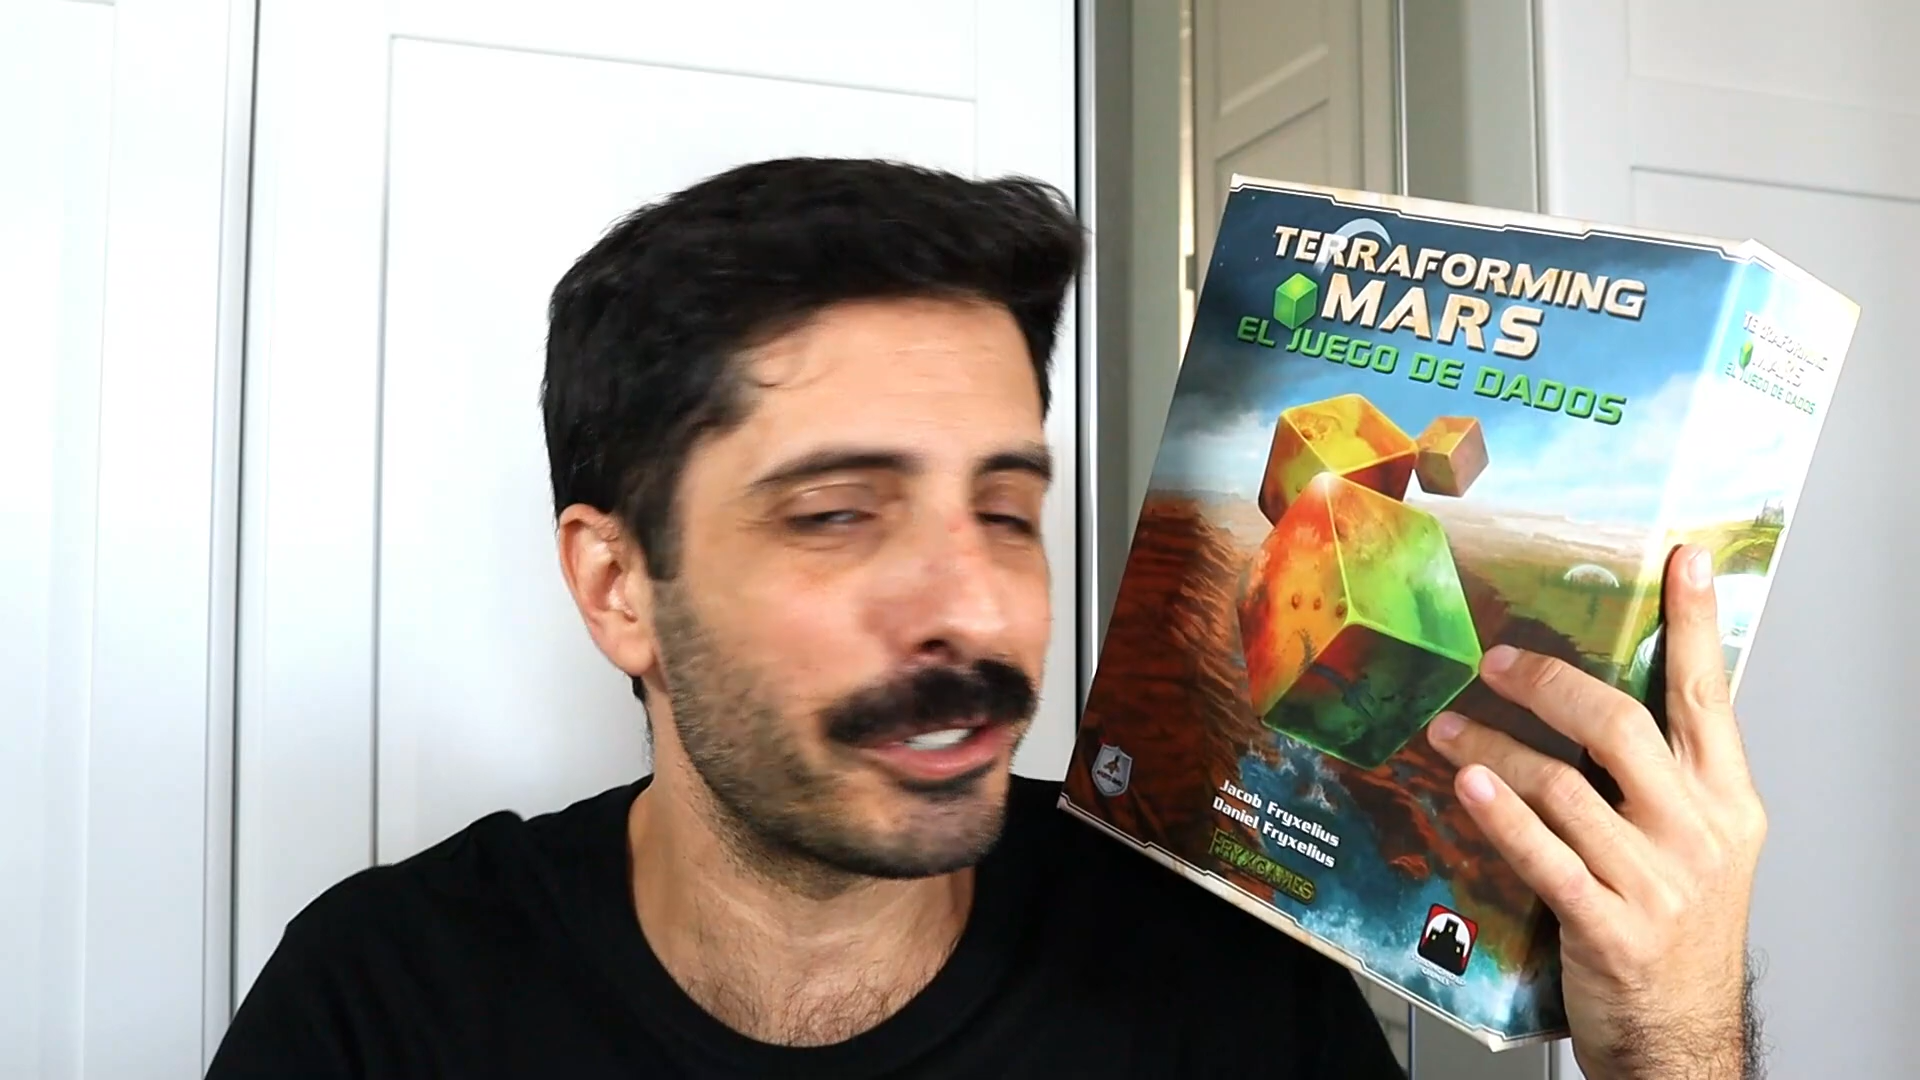 TERRAFORMING
MARS
EL JUEGO DE DADOS
TERRAFORMING
MARS
EL JUEGO DE DADOS
Jacob Fryxelius
Daniel Fryxelius
FRYXGAMES